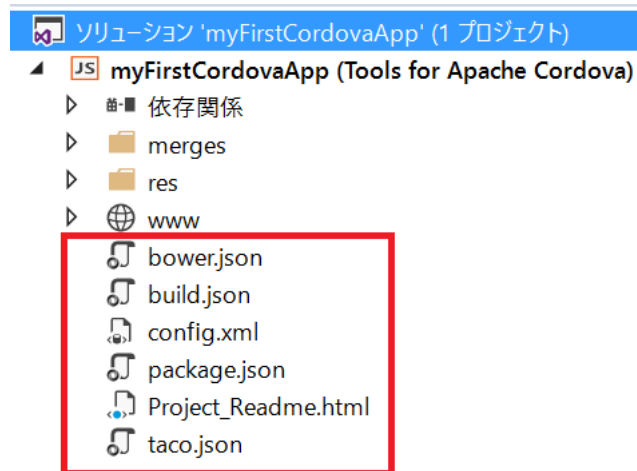 ソリューション 'myFirstCordovaApp' (1 プロジェクト)
JS myFirstCordovaApp (Tools for Apache Cordova)
依存関係
merges
res
www
bower.json
build.json
config.xml
package.json
Project_Readme.html
taco.json